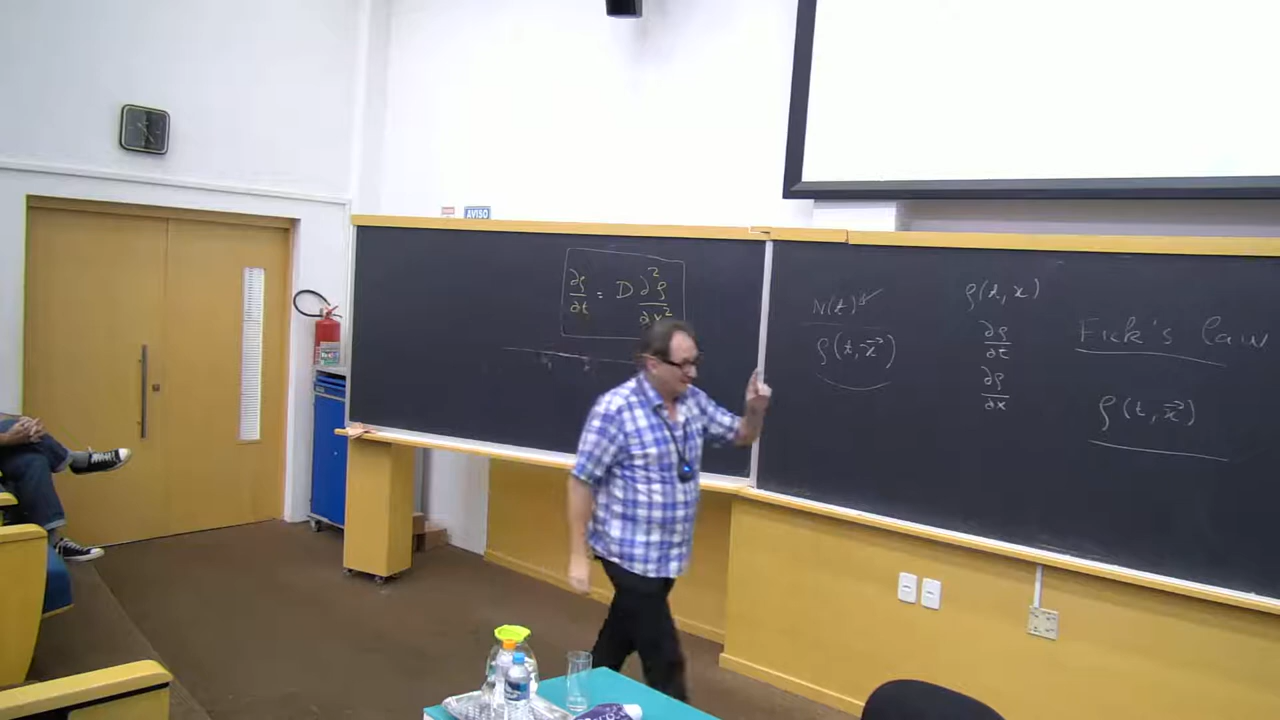 AVISO
∂ρ/∂t = D ∂²ρ/∂x²
N(t)
ρ(t, x⃗)
ρ(t, x)
∂ρ/∂t
∂ρ/∂x
Fick's law
ρ(t, x⃗)